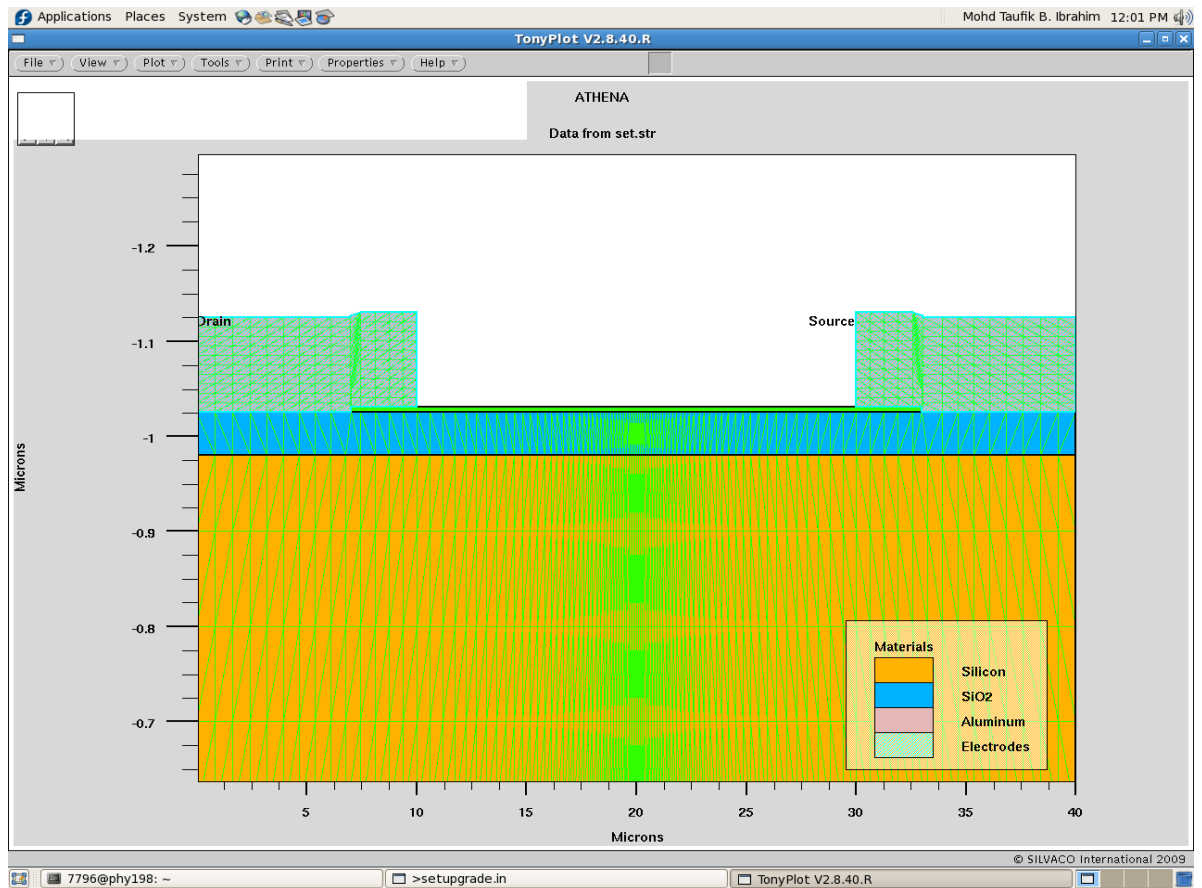 Applications Places System Mohd Taufik B. Ibrahim 12:01 PM
TonyPlot V2.8.40.R
File View Plot Tools Print Properties Help
ATHENA
Data from set.str
-1.2
Drain Source
-1.1
-1
Microns
-0.9
-0.8
Materials
Silicon
SiO2
-0.7
Aluminum
Electrodes
5 10 15 20 25 30 35 40
Microns
© SILVACO International 2009
7796@phy198: ~ >setupgrade.in TonyPlot V2.8.40.R